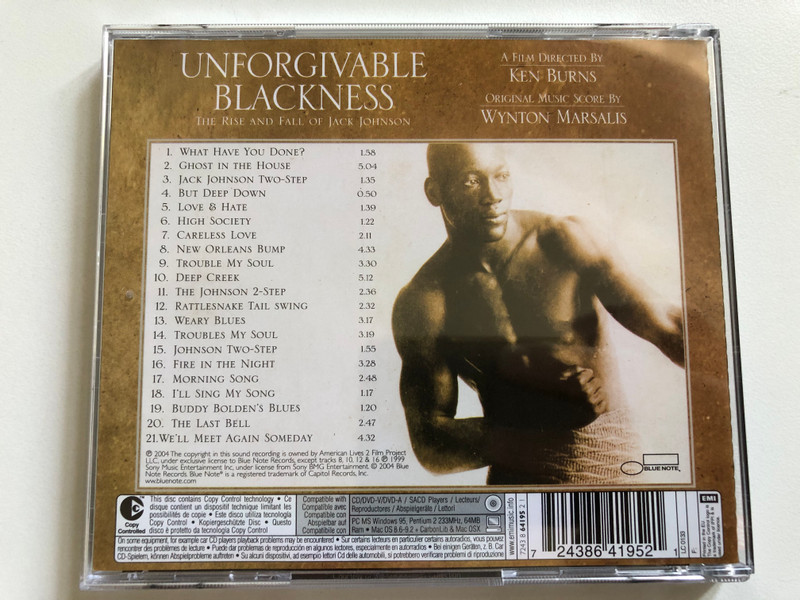 UNFORGIVABLE
BLACKNESS
The Rise and Fall of Jack Johnson
A Film Directed By
Ken Burns
Original Music Score By
Wynton Marsalis
1. What Have You Done? 1.58
2. Ghost in the House 5.04
3. Jack Johnson Two-Step 1.35
4. But Deep Down 0.50
5. Love & Hate 1.39
6. High Society 1.22
7. Careless Love 2.11
8. New Orleans Bump 4.33
9. Trouble My Soul 3.30
10. Deep Creek 5.12
11. The Johnson 2-Step 2.36
12. Rattlesnake Tail swing 2.32
13. Weary Blues 3.17
14. Troubles My Soul 3.19
15. Johnson Two-Step 1.55
16. Fire in the Night 3.28
17. Morning Song 2.48
18. I'll Sing My Song 1.17
19. Buddy Bolden's Blues 1.20
20. The Last Bell 2.47
21.We'll Meet Again Someday 4.32
℗ 2004 The copyright in this sound recording is owned by American Lives 2 Film Project
LLC. under exclusive license to Blue Note Records, except tracks 8, 10, 12 & 16 ℗ 1999
Sony Music Entertainment Inc. under license from Sony BMG Entertainment. © 2004 Blue
Note Records. Blue Note® is a registered trademark of Capitol Records, Inc.
www.bluenote.com
BLUE NOTE
Copy
Controlled
This disc contains Copy Control technology • Ce
disque contient un dispositif technique limitant les
possibilités de copie • Este disco utiliza tecnología
Copy Control • Kopiergeschützte Disc • Questo
disco è protetto da tecnologia Copy Control
Compatible with
Compatible avec
Compatible con
Abspielbar auf
Compatibile con
CD/DVD-V/DVD-A / SACD Players / Lecteurs/
Reproductores / Abspielgeräte / Lettori
PC MS Windows 95, Pentium 2 233MHz, 64MB
Ram • Mac OS 8.6-9.2 + CarbonLib & Mac OSX
On some equipment, for example car CD players playback problems may be encountered • Sur certains lecteurs en particulier certains autoradios, vous pouvez
rencontrer des problèmes de lecture • Puede dar problemas de reproducción en algunos lectores, especialmente en autorradios • Bei einigen Geräten, z. B. Car
CD-Spielern, können Abspielprobleme auftreten • Su alcuni dispositivi, ad esempio lettori Cd delle automobili, si potrebbero verificare problemi di riproduzione
www.emimusic.info
7243 8 64195 2 1
7 24386 41952 1
LC 0133
EMI